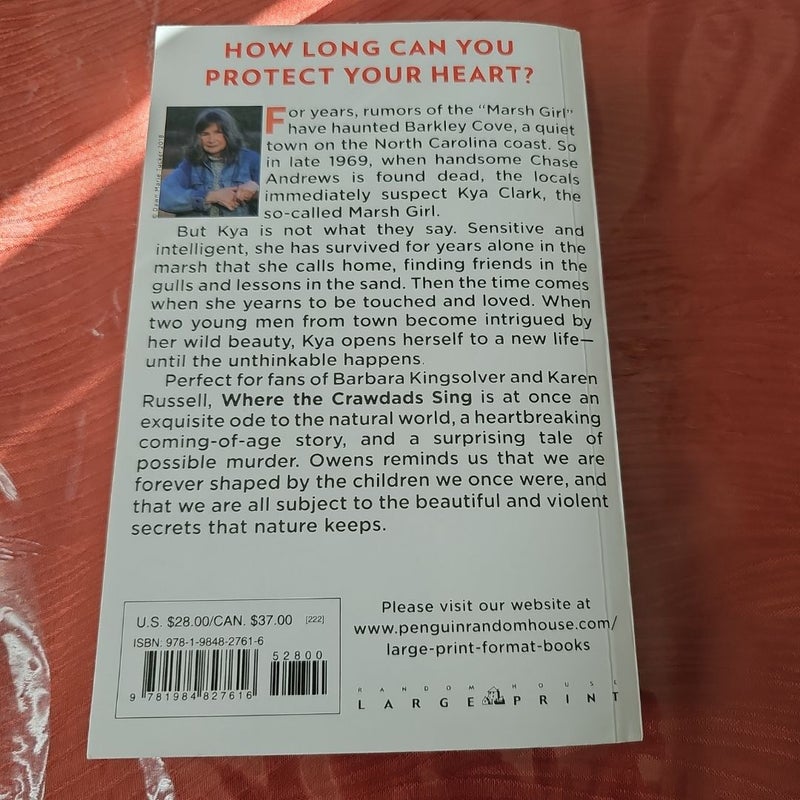 HOW LONG CAN YOU
PROTECT YOUR HEART?
© Dawn Marie Tucker 2018
For years, rumors of the “Marsh Girl”
have haunted Barkley Cove, a quiet
town on the North Carolina coast. So
in late 1969, when handsome Chase
Andrews is found dead, the locals
immediately suspect Kya Clark, the
so-called Marsh Girl.
But Kya is not what they say. Sensitive and
intelligent, she has survived for years alone in the
marsh that she calls home, finding friends in the
gulls and lessons in the sand. Then the time comes
when she yearns to be touched and loved. When
two young men from town become intrigued by
her wild beauty, Kya opens herself to a new life—
until the unthinkable happens.
Perfect for fans of Barbara Kingsolver and Karen
Russell, Where the Crawdads Sing is at once an
exquisite ode to the natural world, a heartbreaking
coming-of-age story, and a surprising tale of
possible murder. Owens reminds us that we are
forever shaped by the children we once were, and
that we are all subject to the beautiful and violent
secrets that nature keeps.
U.S. $28.00/CAN. $37.00 [222]
ISBN: 978-1-9848-2761-6
52800
9 781984 827616
Please visit our website at
www.penguinrandomhouse.com/
large-print-format-books
RANDOM HOUSE
LARGE PRINT